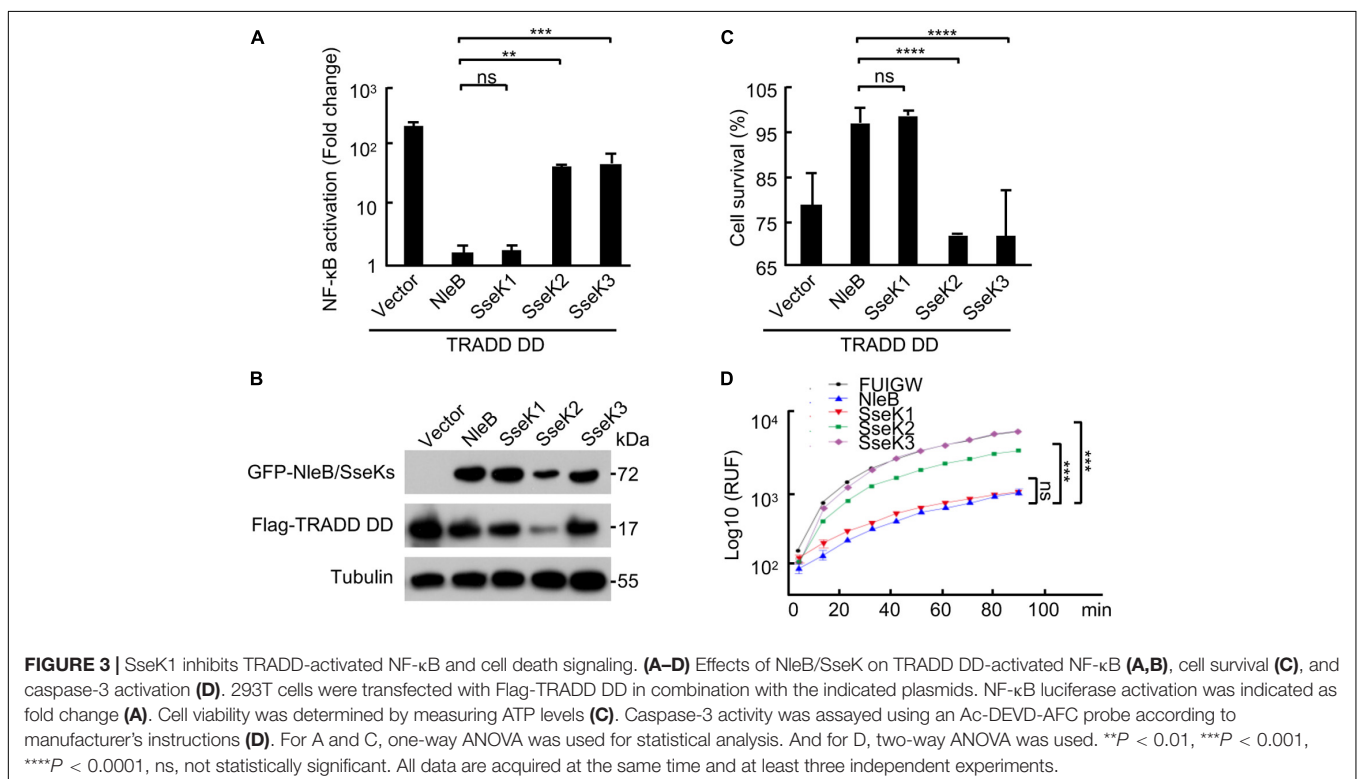 A
NF-κB activation (Fold change)
10³
10²
10
1
ns
**
***
Vector
NleB
SseK1
SseK2
SseK3
TRADD DD
C
Cell survival (%)
105
95
85
75
65
ns
****
****
Vector
NleB
SseK1
SseK2
SseK3
TRADD DD
B
Vector
NleB
SseK1
SseK2
SseK3
kDa
GFP-NleB/SseKs
-72
Flag-TRADD DD
-17
Tubulin
-55
D
FUIGW
NleB
SseK1
SseK2
SseK3
Log10 (RUF)
10⁴
10³
10²
0 20 40 60 80 100 min
ns
***
***
FIGURE 3 | SseK1 inhibits TRADD-activated NF-κB and cell death signaling. (A–D) Effects of NleB/SseK on TRADD DD-activated NF-κB (A,B), cell survival (C), and
caspase-3 activation (D). 293T cells were transfected with Flag-TRADD DD in combination with the indicated plasmids. NF-κB luciferase activation was indicated as
fold change (A). Cell viability was determined by measuring ATP levels (C). Caspase-3 activity was assayed using an Ac-DEVD-AFC probe according to
manufacturer's instructions (D). For A and C, one-way ANOVA was used for statistical analysis. And for D, two-way ANOVA was used. **P < 0.01, ***P < 0.001,
****P < 0.0001, ns, not statistically significant. All data are acquired at the same time and at least three independent experiments.